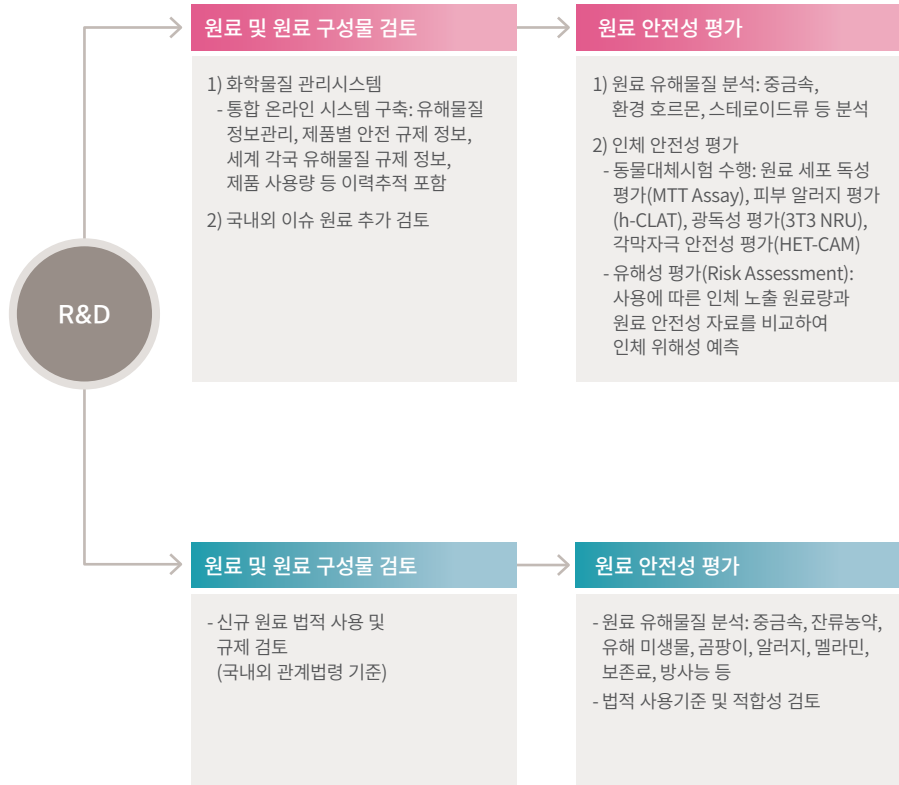 R&D
원료 및 원료 구성물 검토
1) 화학물질 관리시스템
- 통합 온라인 시스템 구축: 유해물질
정보관리, 제품별 안전 규제 정보,
세계 각국 유해물질 규제 정보,
제품 사용량 등 이력추적 포함
2) 국내외 이슈 원료 추가 검토
원료 안전성 평가
1) 원료 유해물질 분석: 중금속,
환경 호르몬, 스테로이드류 등 분석
2) 인체 안전성 평가
- 동물대체시험 수행: 원료 세포 독성
평가(MTT Assay), 피부 알러지 평가
(h-CLAT), 광독성 평가(3T3 NRU),
각막자극 안전성 평가(HET-CAM)
- 유해성 평가(Risk Assessment):
사용에 따른 인체 노출 원료량과
원료 안전성 자료를 비교하여
인체 위해성 예측
원료 및 원료 구성물 검토
- 신규 원료 법적 사용 및
규제 검토
(국내외 관계법령 기준)
원료 안전성 평가
- 원료 유해물질 분석: 중금속, 잔류농약,
유해 미생물, 곰팡이, 알러지, 멜라민,
보존료, 방사능 등
- 법적 사용기준 및 적합성 검토